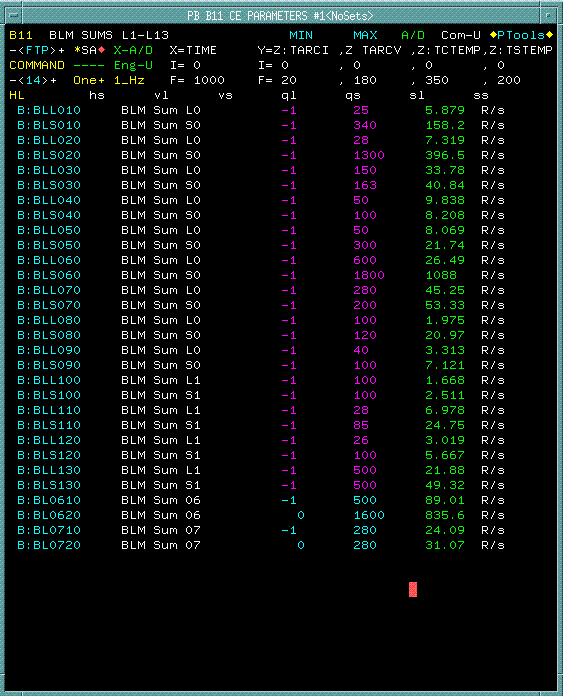 PB B11 CE PARAMETERS #1<NoSets>
B11 BLM SUMS L1-L13 MIN MAX A/D Com-U ◆PTools◆
-<FTP>+ *SA◆ X-A/D X=TIME Y=Z:TARCI ,Z TARCV ,Z:TCTEMP,Z:TSTEMP
COMMAND ---- Eng-U I= 0 I= 0 , 0 , 0 , 0
-<14>+ One+ 1_Hz F= 1000 F= 20 , 180 , 350 , 200
HL hs vl vs ql qs sl ss
B:BLL010 BLM Sum L0 -1 25 5.879 R/s
B:BLS010 BLM Sum S0 -1 340 158.2 R/s
B:BLL020 BLM Sum L0 -1 28 7.319 R/s
B:BLS020 BLM Sum S0 -1 1300 396.5 R/s
B:BLL030 BLM Sum L0 -1 150 33.78 R/s
B:BLS030 BLM Sum S0 -1 163 40.84 R/s
B:BLL040 BLM Sum L0 -1 50 9.838 R/s
B:BLS040 BLM Sum S0 -1 100 8.208 R/s
B:BLL050 BLM Sum L0 -1 50 8.069 R/s
B:BLS050 BLM Sum S0 -1 300 21.74 R/s
B:BLL060 BLM Sum L0 -1 600 26.49 R/s
B:BLS060 BLM Sum S0 -1 1800 1088 R/s
B:BLL070 BLM Sum L0 -1 280 45.25 R/s
B:BLS070 BLM Sum S0 -1 200 53.33 R/s
B:BLL080 BLM Sum L0 -1 100 1.975 R/s
B:BLS080 BLM Sum S0 -1 120 20.97 R/s
B:BLL090 BLM Sum L0 -1 40 3.313 R/s
B:BLS090 BLM Sum S0 -1 100 7.121 R/s
B:BLL100 BLM Sum L1 -1 100 1.668 R/s
B:BLS100 BLM Sum S1 -1 100 2.511 R/s
B:BLL110 BLM Sum L1 -1 28 6.978 R/s
B:BLS110 BLM Sum S1 -1 85 24.75 R/s
B:BLL120 BLM Sum L1 -1 26 3.019 R/s
B:BLS120 BLM Sum S1 -1 100 5.667 R/s
B:BLL130 BLM Sum L1 -1 500 21.88 R/s
B:BLS130 BLM Sum S1 -1 500 49.32 R/s
B:BL0610 BLM Sum 06 -1 500 89.01 R/s
B:BL0620 BLM Sum 06 0 1600 835.6 R/s
B:BL0710 BLM Sum 07 -1 280 24.09 R/s
B:BL0720 BLM Sum 07 0 280 31.07 R/s